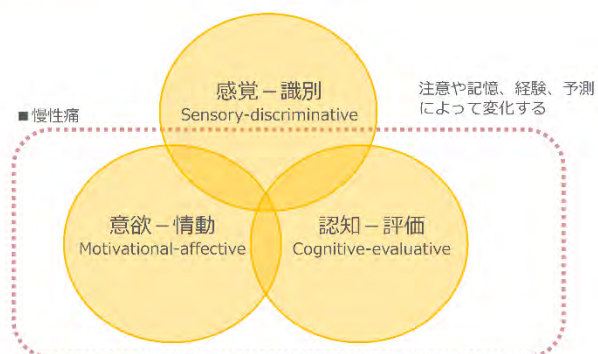 感覚－識別
Sensory-discriminative
注意や記憶、経験、予測
によって変化する
■慢性痛
意欲－情動
Motivational-affective
認知－評価
Cognitive-evaluative